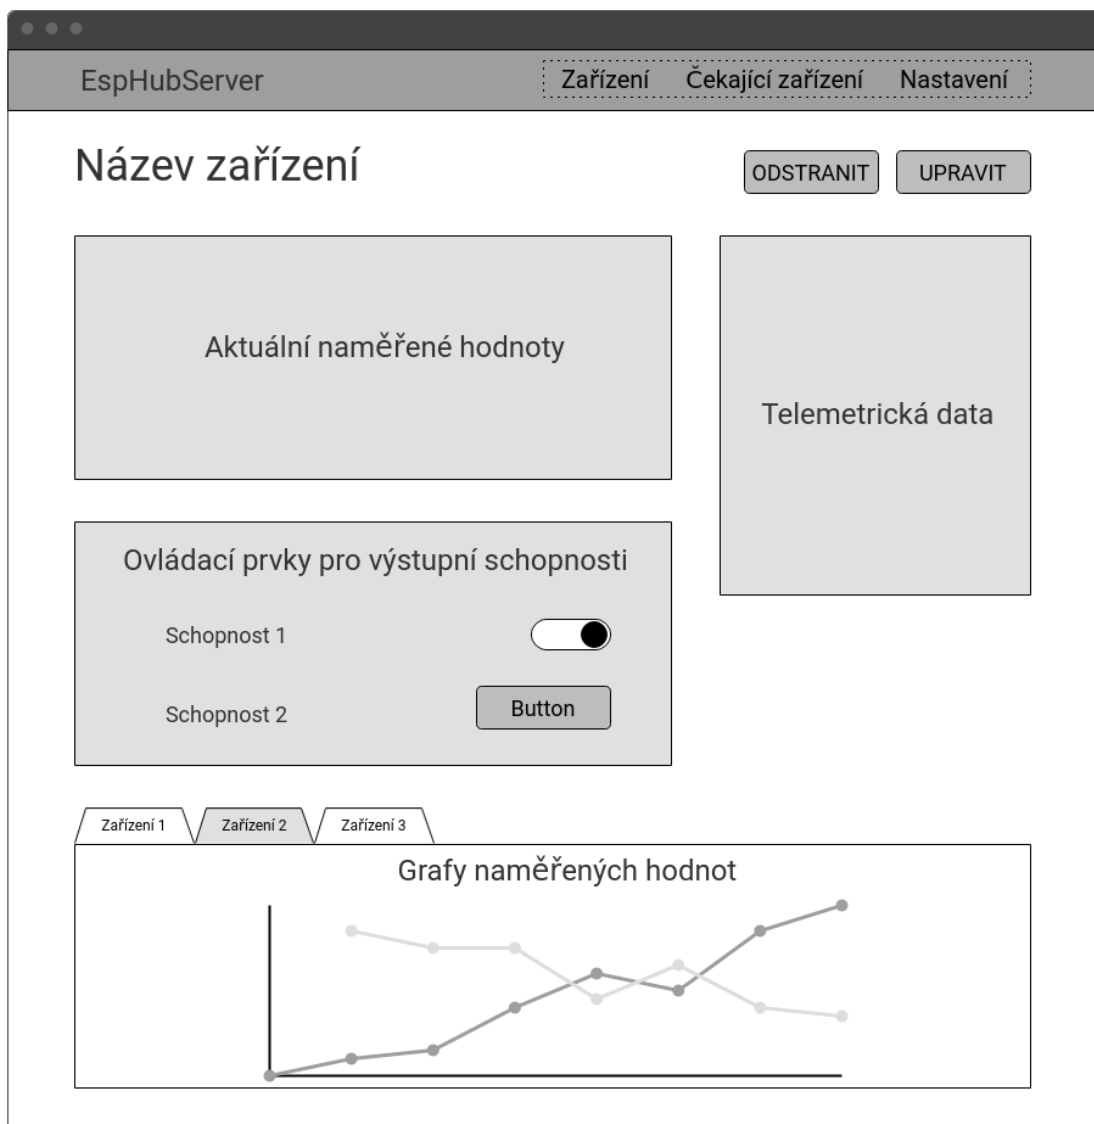 EspHubServer
Zařízení Čekající zařízení Nastavení
Název zařízení
ODSTRANIT UPRAVIT
Aktuální naměřené hodnoty
Telemetrická data
Ovládací prvky pro výstupní schopnosti
Schopnost 1
Schopnost 2
Button
Zařízení 1 Zařízení 2 Zařízení 3
Grafy naměřených hodnot